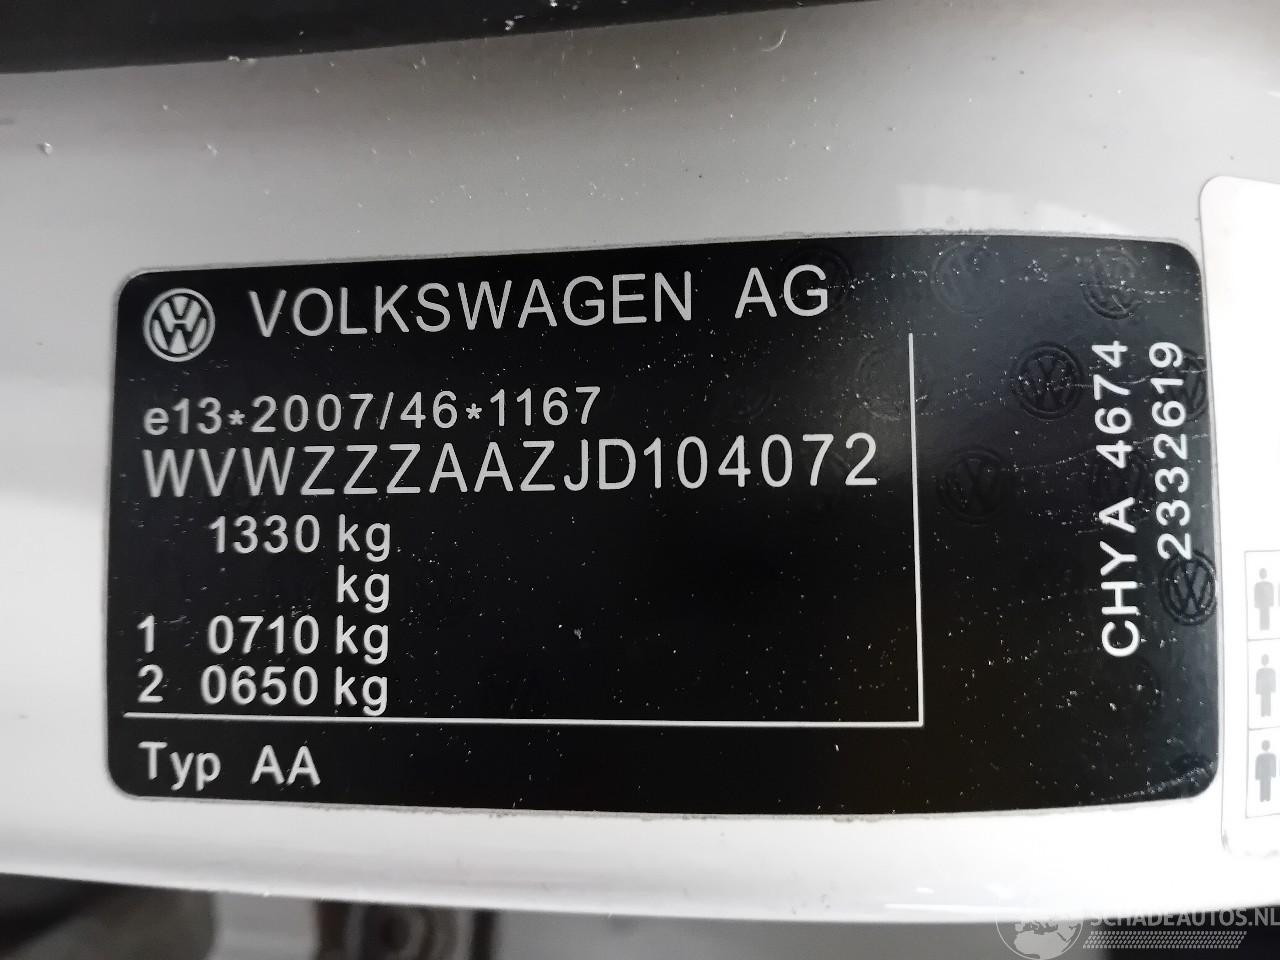 VOLKSWAGEN AG
e13*2007/46*1167
WVWZZZAAZJD104072
1330 kg
kg
1 0710 kg
2 0650 kg
Typ AA
CHYA 4674
2332619
SCHADEAUTOS.NL